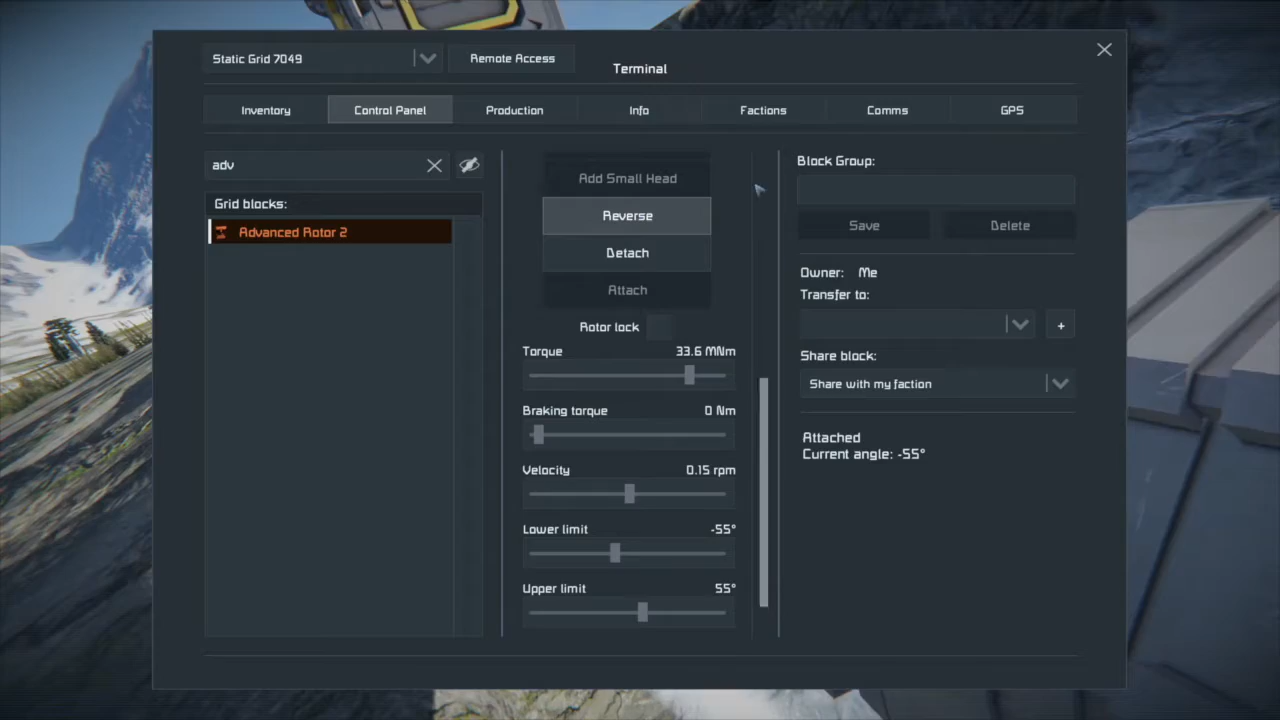 Static Grid 7049
Remote Access
Terminal
Inventory
Control Panel
Production
Info
Factions
Comms
GPS
adv
Grid blocks:
Advanced Rotor 2
Add Small Head
Reverse
Detach
Attach
Rotor lock
Torque 33.6 MNm
Braking torque 0 Nm
Velocity 0.15 rpm
Lower limit -55°
Upper limit 55°
Block Group:
Save
Delete
Owner: Me
Transfer to:
+
Share block:
Share with my faction
Attached
Current angle: -55°